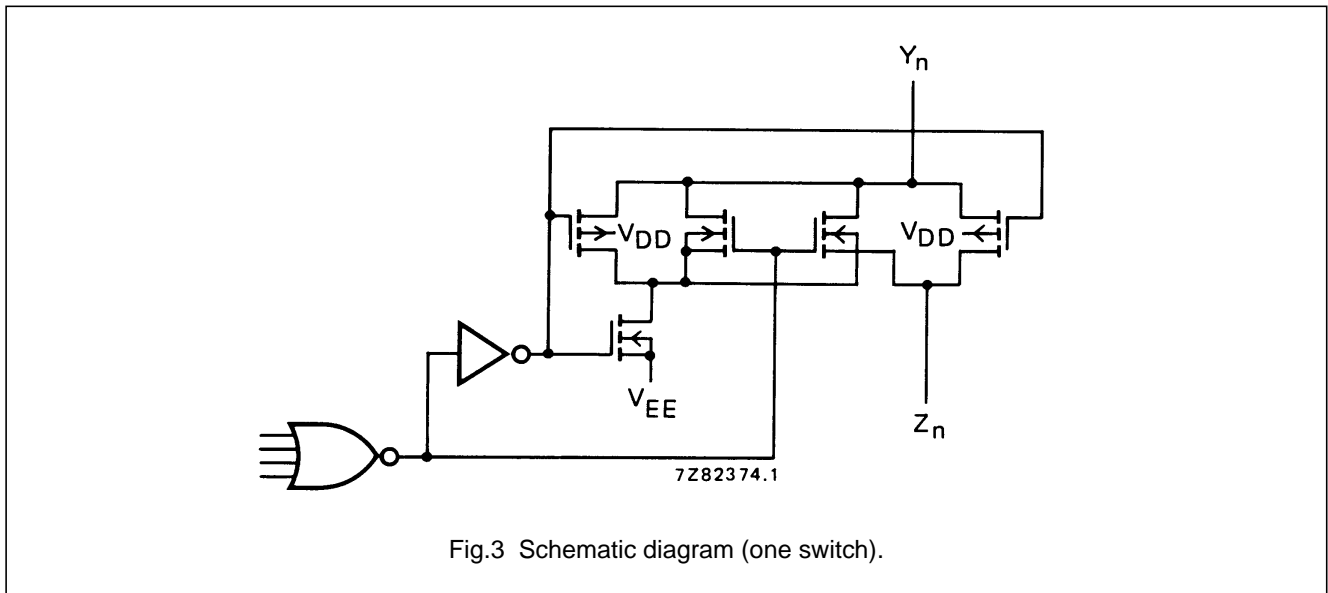 Yn
VDD VDD
VEE
Zn
7Z82374.1
Fig.3 Schematic diagram (one switch).